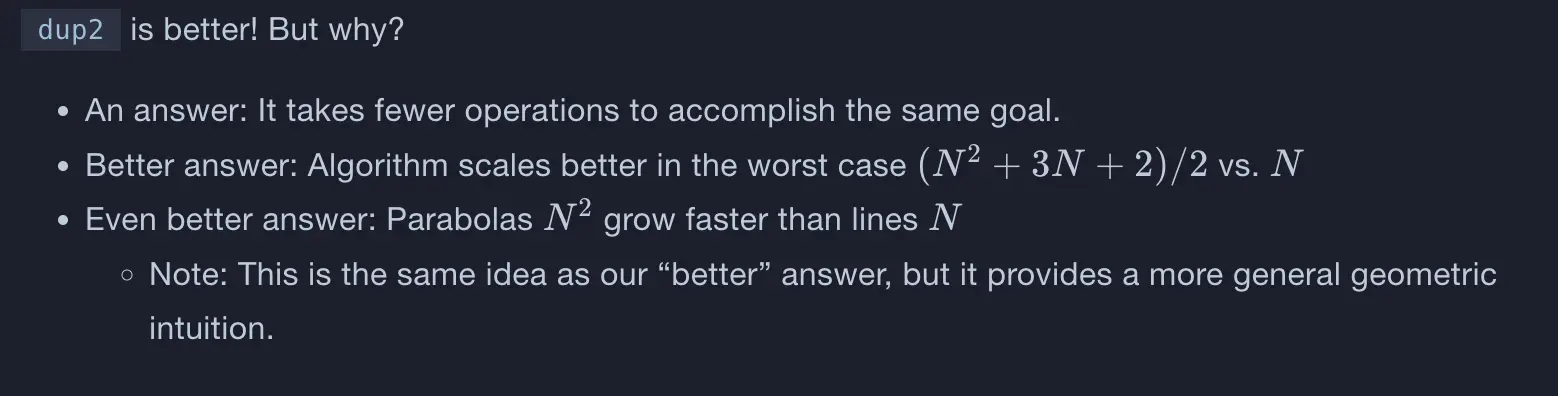 dup2 is better! But why?
• An answer: It takes fewer operations to accomplish the same goal.
• Better answer: Algorithm scales better in the worst case (N² + 3N + 2)/2 vs. N
• Even better answer: Parabolas N² grow faster than lines N
◦ Note: This is the same idea as our “better” answer, but it provides a more general geometric
intuition.